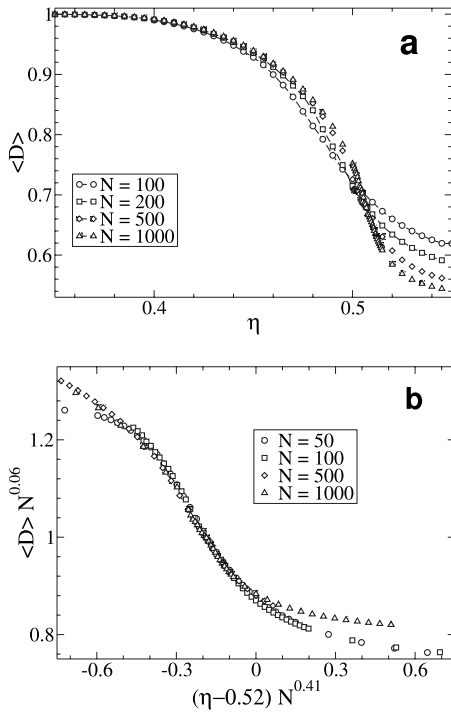 a
1
0.9
0.8
0.7
0.6
<D>
N = 100
N = 200
N = 500
N = 1000
0.4
0.5
η
b
1.2
1
0.8
<D> N^0.06
N = 50
N = 100
N = 500
N = 1000
-0.6
-0.3
0
0.3
0.6
(η−0.52) N^0.41